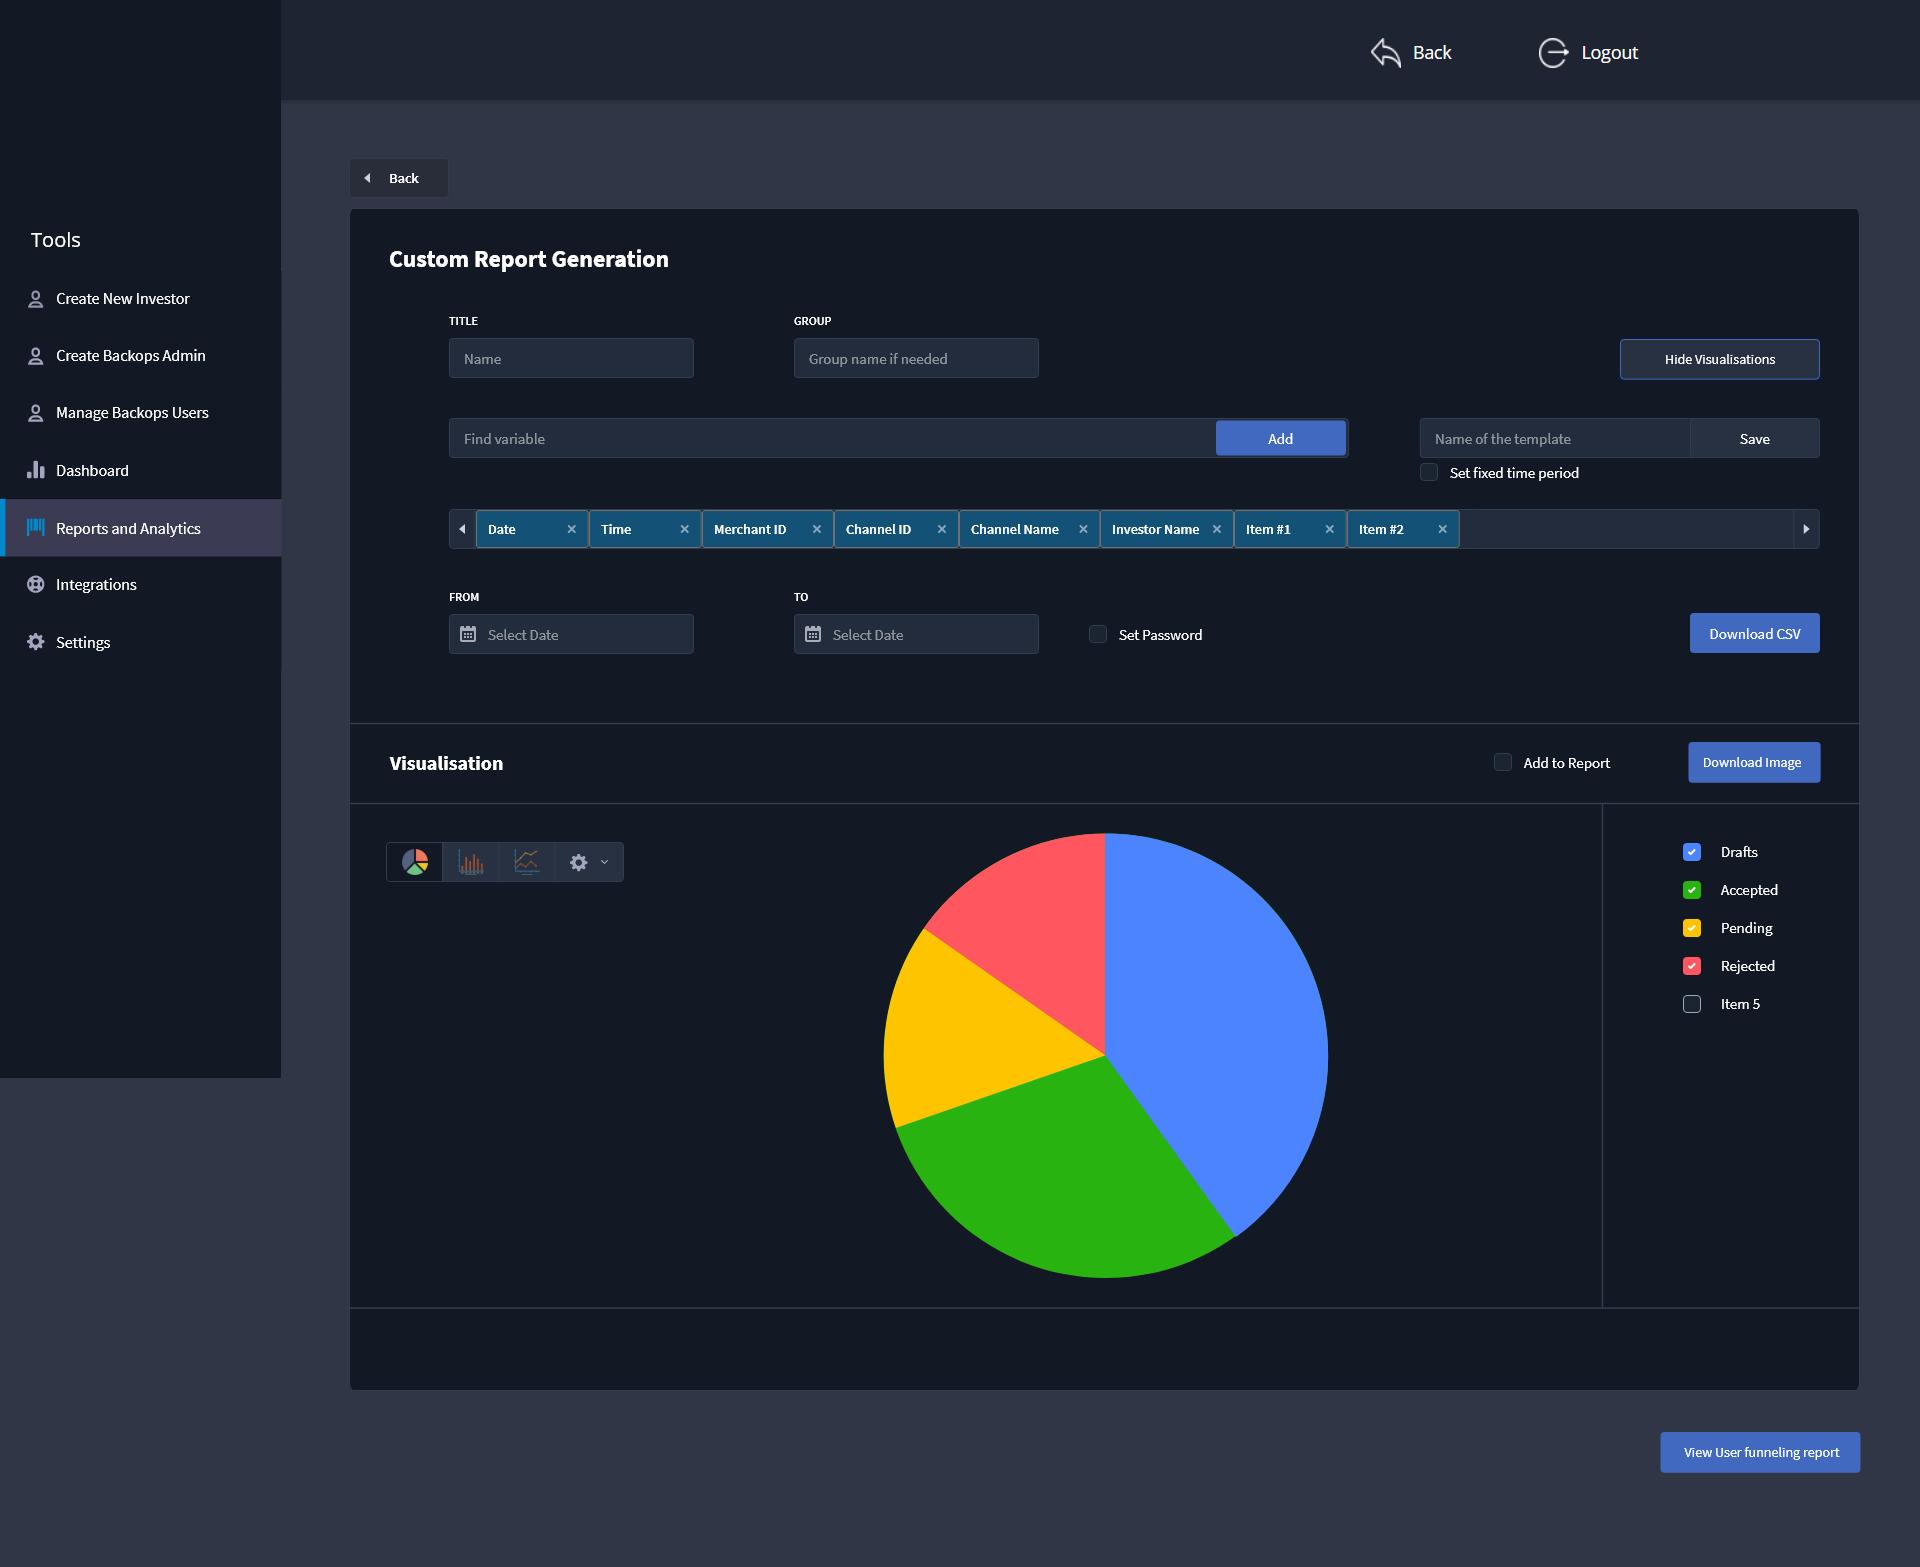 Back
Logout
Tools
Create New Investor
Create Backops Admin
Manage Backops Users
Dashboard
Reports and Analytics
Integrations
Settings
Back
Custom Report Generation
TITLE
GROUP
Name
Group name if needed
Hide Visualisations
Find variable
Add
Name of the template
Save
Set fixed time period
Date
Time
Merchant ID
Channel ID
Channel Name
Investor Name
Item #1
Item #2
FROM
TO
Select Date
Select Date
Set Password
Download CSV
Visualisation
Add to Report
Download Image
Drafts
Accepted
Pending
Rejected
Item 5
View User funneling report